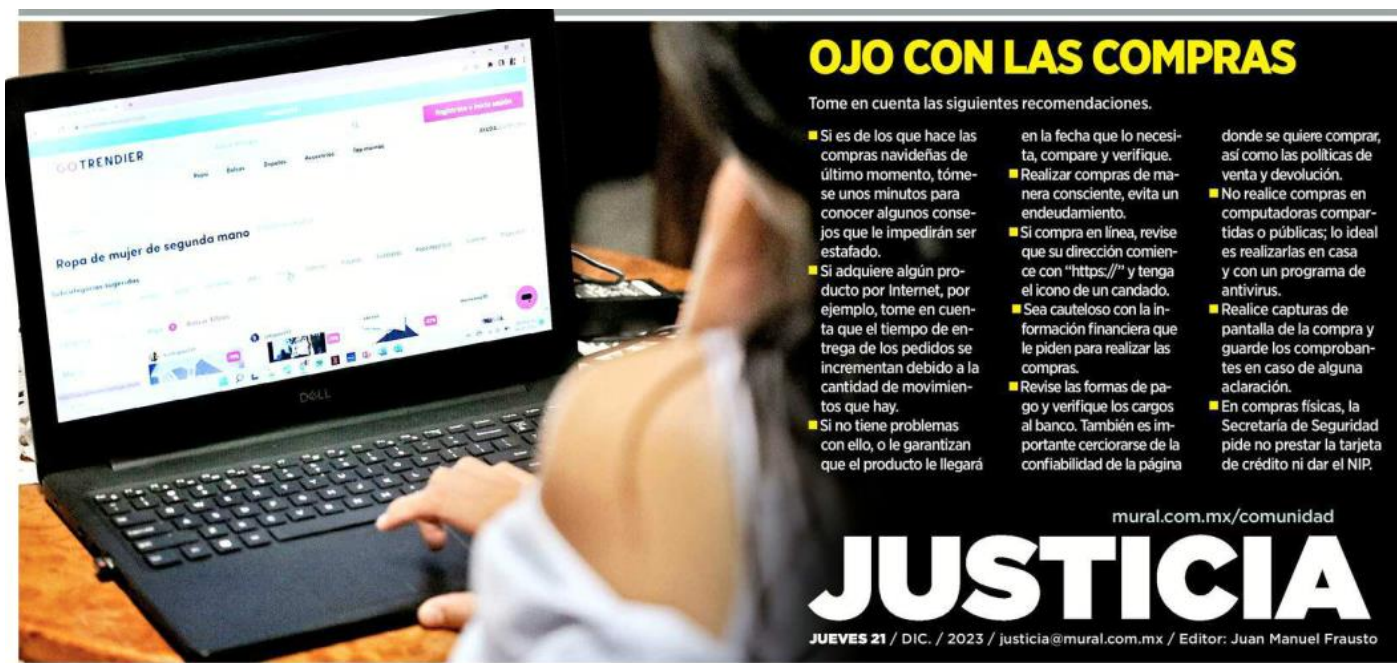 GOTRENDIER
Regístrate o inicia sesión
Ropa
Bolsas
Zapatos
Accesorios
Top marcas
Ropa de mujer de segunda mano
Subcategorías sugeridas
DELL
OJO CON LAS COMPRAS
Tome en cuenta las siguientes recomendaciones.
Si es de los que hace las
compras navideñas de
último momento, tóme-
se unos minutos para
conocer algunos conse-
jos que le impedirán ser
estafado.
Si adquiere algún pro-
ducto por Internet, por
ejemplo, tome en cuen-
ta que el tiempo de en-
trega de los pedidos se
incrementan debido a la
cantidad de movimien-
tos que hay.
Si no tiene problemas
con ello, o le garantizan
que el producto le llegará
en la fecha que lo necesi-
ta, compare y verifique.
Realizar compras de ma-
nera consciente, evita un
endeudamiento.
Si compra en línea, revise
que su dirección comien-
ce con “https://” y tenga
el icono de un candado.
Sea cauteloso con la in-
formación financiera que
le piden para realizar las
compras.
Revise las formas de pa-
go y verifique los cargos
al banco. También es im-
portante cerciorarse de la
confiabilidad de la página
donde se quiere comprar,
así como las políticas de
venta y devolución.
No realice compras en
computadoras compar-
tidas o públicas; lo ideal
es realizarlas en casa
y con un programa de
antivirus.
Realice capturas de
pantalla de la compra y
guarde los comproban-
tes en caso de alguna
aclaración.
En compras físicas, la
Secretaría de Seguridad
pide no prestar la tarjeta
de crédito ni dar el NIP.
mural.com.mx/comunidad
JUSTICIA
JUEVES 21 / DIC. / 2023 / justicia@mural.com.mx / Editor: Juan Manuel Frausto